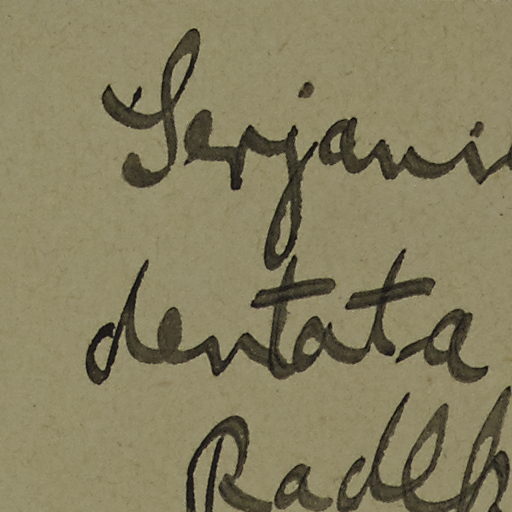 Serjani
dentata
Radlk